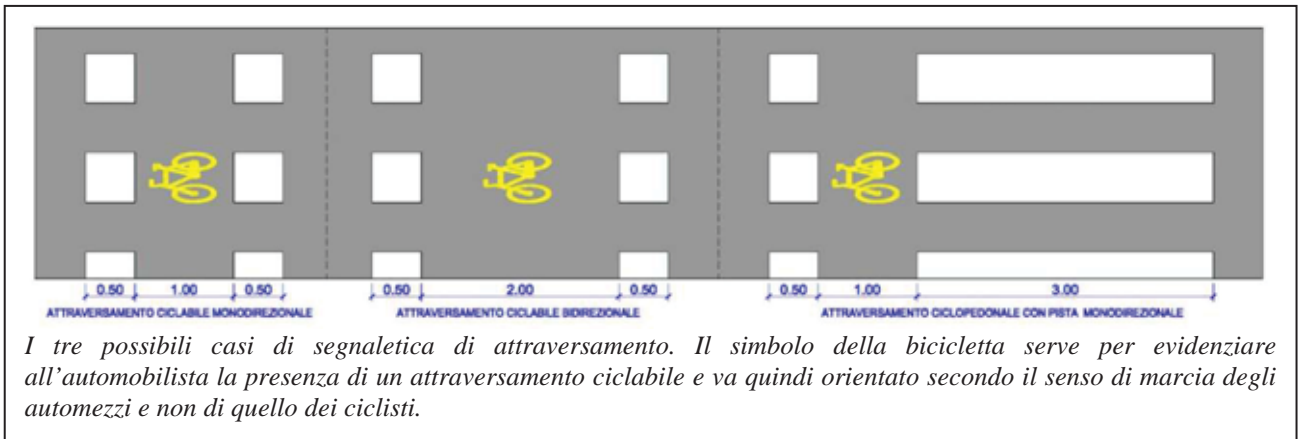 0.50 1.00 0.50 0.50 2.00 0.50 0.50 1.00 3.00
ATTRAVERSAMENTO CICLABILE MONODIREZIONALE ATTRAVERSAMENTO CICLABILE BIDIREZIONALE ATTRAVERSAMENTO CICLOPEDONALE CON PISTA MONODIREZIONALE
I tre possibili casi di segnaletica di attraversamento. Il simbolo della bicicletta serve per evidenziare
all'automobilista la presenza di un attraversamento ciclabile e va quindi orientato secondo il senso di marcia degli
automezzi e non di quello dei ciclisti.